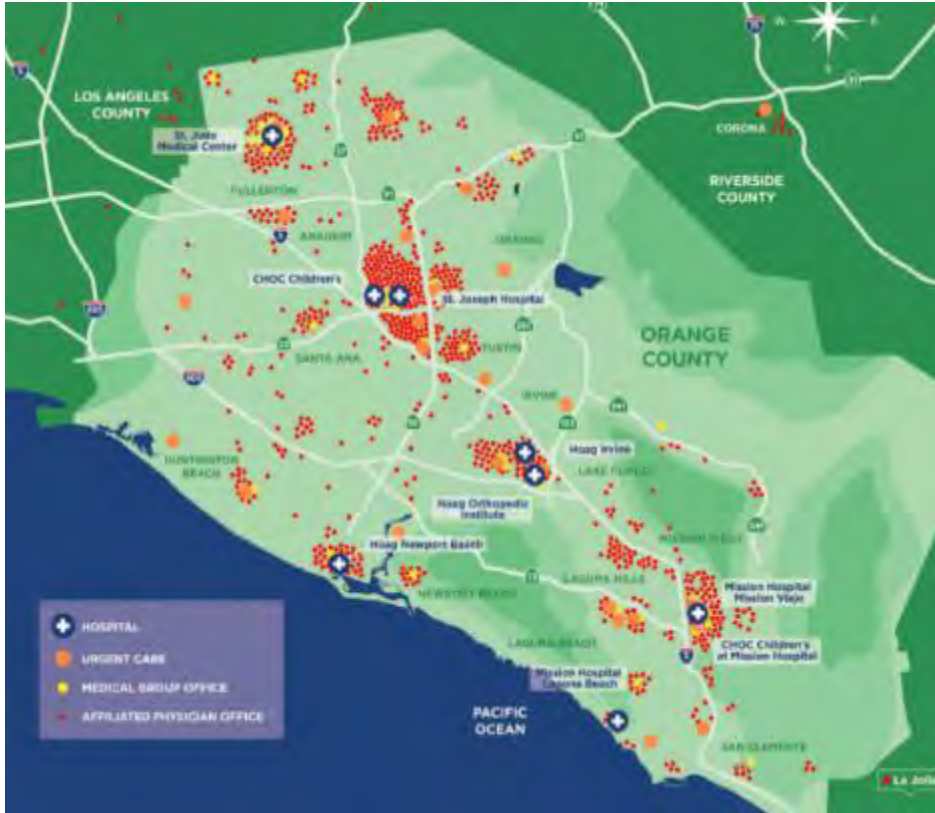 W
E
LOS ANGELES
COUNTY
CORONA
RIVERSIDE
COUNTY
St. Jude
Medical Center
FULLERTON
ANAHEIM
ORANGE
CHOC Children's
St. Joseph Hospital
ORANGE
COUNTY
SANTA ANA
TUSTIN
IRVINE
Hoag Irvine
HUNTINGTON
BEACH
LAKE FOREST
Hoag Orthopedic
Institute
Hoag Newport Beach
MISSION VIEJO
LAGUNA HILLS
NEWPORT BEACH
Mission Hospital
Mission Viejo
LAGUNA BEACH
CHOC Children's
at Mission Hospital
Mission Hospital
Laguna Beach
PACIFIC
OCEAN
SAN CLEMENTE
La Jolla
HOSPITAL
URGENT CARE
MEDICAL GROUP OFFICE
AFFILIATED PHYSICIAN OFFICE